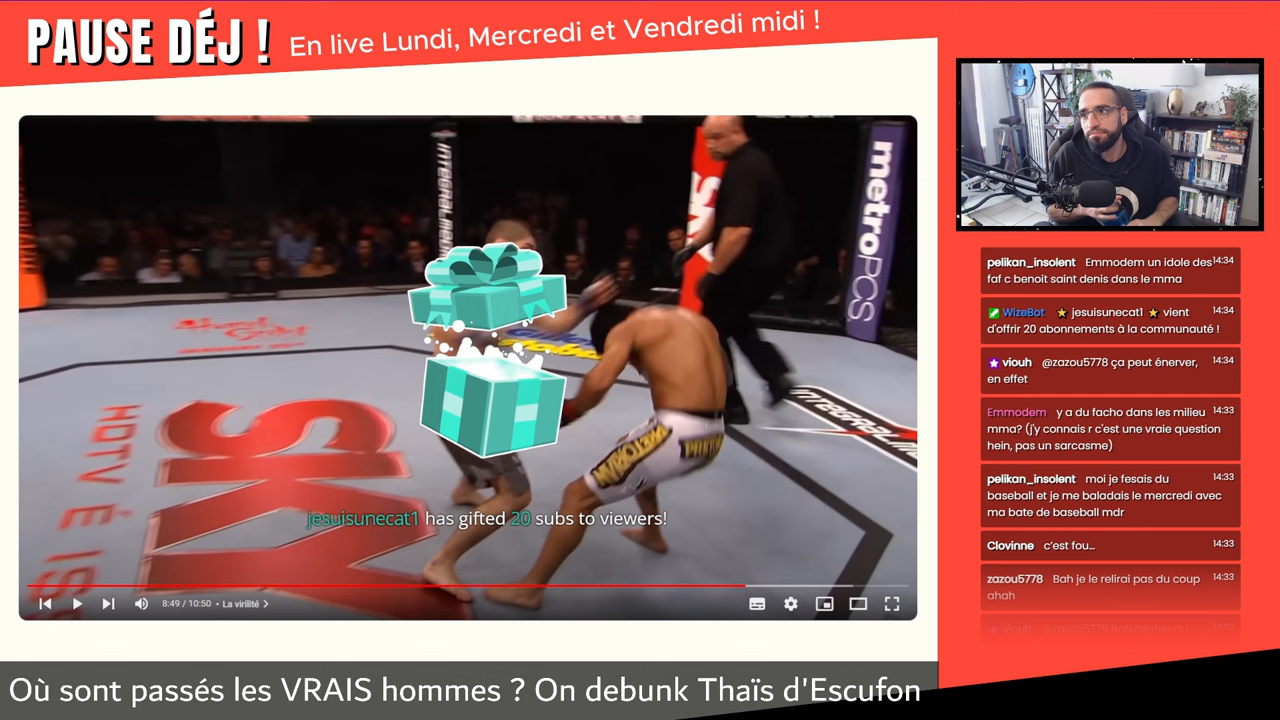 PAUSE DÉJ !
En live Lundi, Mercredi et Vendredi midi !
INTEGRALME
metroPCS
INTEGRALME
HDTV É IS
SKY
jesuisunecat1 has gifted 20 subs to viewers!
8:49 / 10:50 • La virilité >
pelikan_insolent Emmodem un idole des 14:34
faf c benoit saint denis dans le mma
WizeBot ⭐ jesuisunecat1 ⭐ vient 14:34
d'offrir 20 abonnements à la communauté !
viouh @zazou5778 ça peut énerver, 14:34
en effet
Emmodem y a du facho dans les milieu 14:33
mma? (j'y connais r c'est une vraie question
hein, pas un sarcasme)
pelikan_insolent moi je fesais du 14:33
baseball et je me baladais le mercredi avec
ma bate de baseball mdr
Clovinne c'est fou... 14:33
zazou5778 Bah je le relirai pas du coup 14:33
ahah
Où sont passés les VRAIS hommes ? On debunk Thaïs d'Escufon